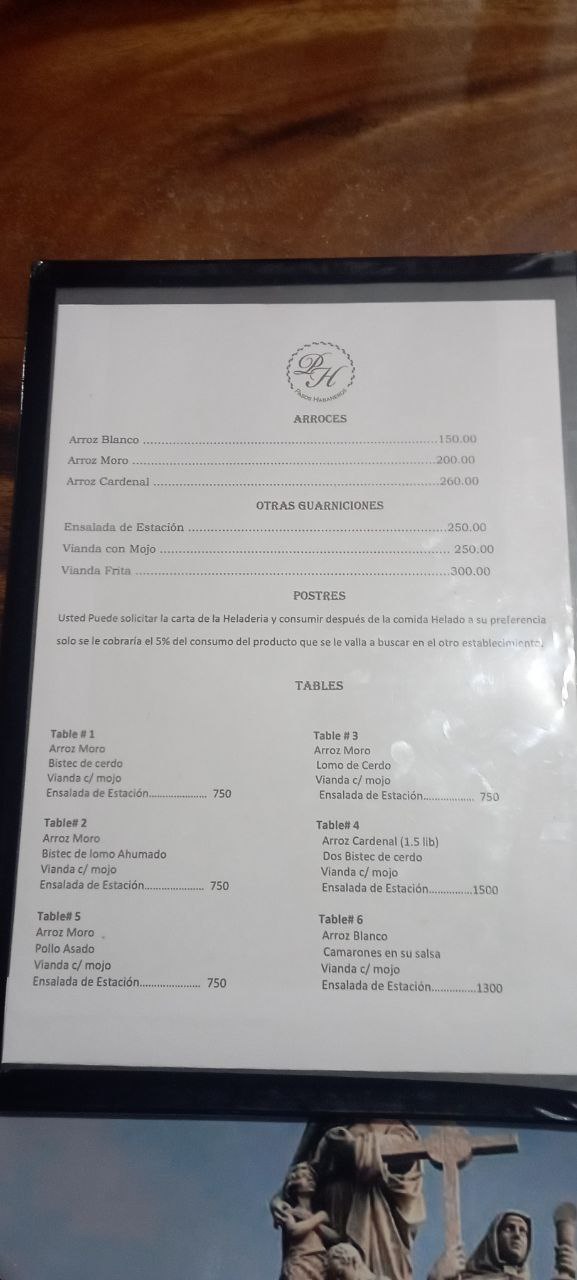 PH
PASOS HABANEROS
ARROCES
Arroz Blanco ........................................................................150.00
Arroz Moro ..........................................................................200.00
Arroz Cardenal .....................................................................260.00
OTRAS GUARNICIONES
Ensalada de Estación ...............................................................250.00
Vianda con Mojo ...................................................................... 250.00
Vianda Frita ............................................................................300.00
POSTRES
Usted Puede solicitar la carta de la Heladeria y consumir después de la comida Helado a su preferencia
solo se le cobraría el 5% del consumo del producto que se le valla a buscar en el otro establecimiento.
TABLES
Table # 1
Arroz Moro
Bistec de cerdo
Vianda c/ mojo
Ensalada de Estación...................... 750
Table# 2
Arroz Moro
Bistec de lomo Ahumado
Vianda c/ mojo
Ensalada de Estación...................... 750
Table# 5
Arroz Moro
Pollo Asado
Vianda c/ mojo
Ensalada de Estación...................... 750
Table # 3
Arroz Moro
Lomo de Cerdo
Vianda c/ mojo
Ensalada de Estación................... 750
Table# 4
Arroz Cardenal (1.5 lib)
Dos Bistec de cerdo
Vianda c/ mojo
Ensalada de Estación................1500
Table# 6
Arroz Blanco
Camarones en su salsa
Vianda c/ mojo
Ensalada de Estación................1300